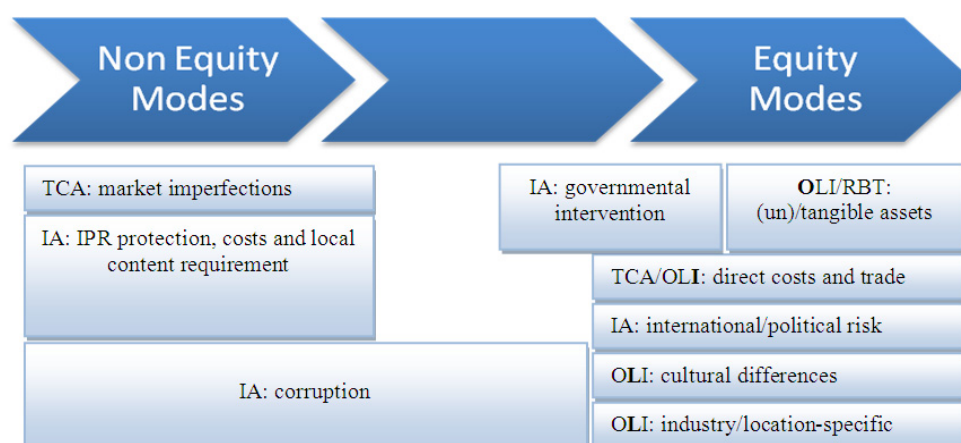 Non Equity
Modes
Equity
Modes
TCA: market imperfections
IA: IPR protection, costs and local
content requirement
IA: governmental
intervention
OLI/RBT:
(un)/tangible assets
TCA/OLI: direct costs and trade
IA: international/political risk
IA: corruption
OLI: cultural differences
OLI: industry/location-specific